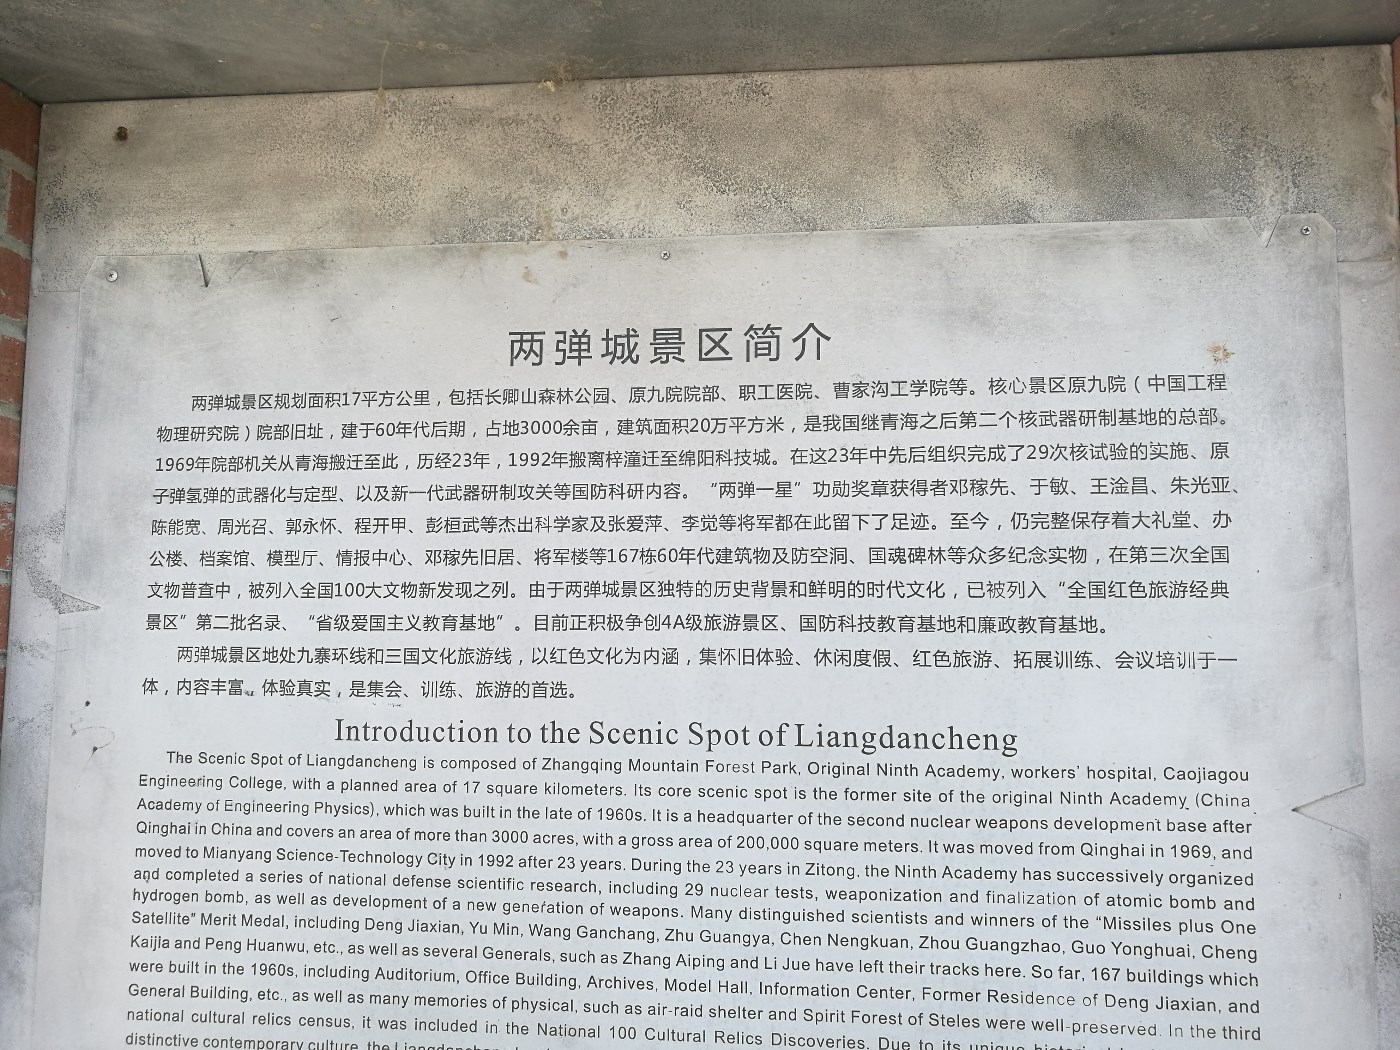 两弹城景区简介
两弹城景区规划面积17平方公里，包括长卿山森林公园、原九院院部、职工医院、曹家沟工学院等。核心景区原九院（中国工程
物理研究院）院部旧址，建于60年代后期，占地3000余亩，建筑面积20万平方米，是我国继青海之后第二个核武器研制基地的总部。
1969年院部机关从青海搬迁至此，历经23年，1992年搬离梓潼迁至绵阳科技城。在这23年中先后组织完成了29次核试验的实施、原
子弹氢弹的武器化与定型、以及新一代武器研制攻关等国防科研内容。“两弹一星”功勋奖章获得者邓稼先、于敏、王淦昌、朱光亚、
陈能宽、周光召、郭永怀、程开甲、彭桓武等杰出科学家及张爱萍、李觉等将军都在此留下了足迹。至今，仍完整保存着大礼堂、办
公楼、档案馆、模型厅、情报中心、邓稼先旧居、将军楼等167栋60年代建筑物及防空洞、国魂碑林等众多纪念实物，在第三次全国
文物普查中，被列入全国100大文物新发现之列。由于两弹城景区独特的历史背景和鲜明的时代文化，已被列入“全国红色旅游经典
景区”第二批名录、“省级爱国主义教育基地”。目前正积极争创4A级旅游景区、国防科技教育基地和廉政教育基地。
两弹城景区地处九寨环线和三国文化旅游线，以红色文化为内涵，集怀旧体验、休闲度假、红色旅游、拓展训练、会议培训于一
体，内容丰富、体验真实，是集会、训练、旅游的首选。
Introduction to the Scenic Spot of Liangdancheng
The Scenic Spot of Liangdancheng is composed of Zhangqing Mountain Forest Park, Original Ninth Academy, workers' hospital, Caojiagou
Engineering College, with a planned area of 17 square kilometers. Its core scenic spot is the former site of the original Ninth Academy (China
Academy of Engineering Physics), which was built in the late of 1960s. It is a headquarter of the second nuclear weapons development base after
Qinghai in China and covers an area of more than 3000 acres, with a gross area of 200,000 square meters. It was moved from Qinghai in 1969, and
moved to Mianyang Science-Technology City in 1992 after 23 years. During the 23 years in Zitong, the Ninth Academy has successively organized
and completed a series of national defense scientific research, including 29 nuclear tests, weaponization and finalization of atomic bomb and
hydrogen bomb, as well as development of a new generation of weapons. Many distinguished scientists and winners of the “Missiles plus One
Satellite” Merit Medal, including Deng Jiaxian, Yu Min, Wang Ganchang, Zhu Guangya, Chen Nengkuan, Zhou Guangzhao, Guo Yonghuai, Cheng
Kaijia and Peng Huanwu, etc., as well as several Generals, such as Zhang Aiping and Li Jue have left their tracks here. So far, 167 buildings which
were built in the 1960s, including Auditorium, Office Building, Archives, Model Hall, Information Center, Former Residence of Deng Jiaxian, and
General Building, etc., as well as many memories of physical, such as air-raid shelter and Spirit Forest of Steles were well-preserved. In the third
national cultural relics census, it was included in the National 100 Cultural Relics Discoveries. Due to its unique
distinctive contemporary culture, the